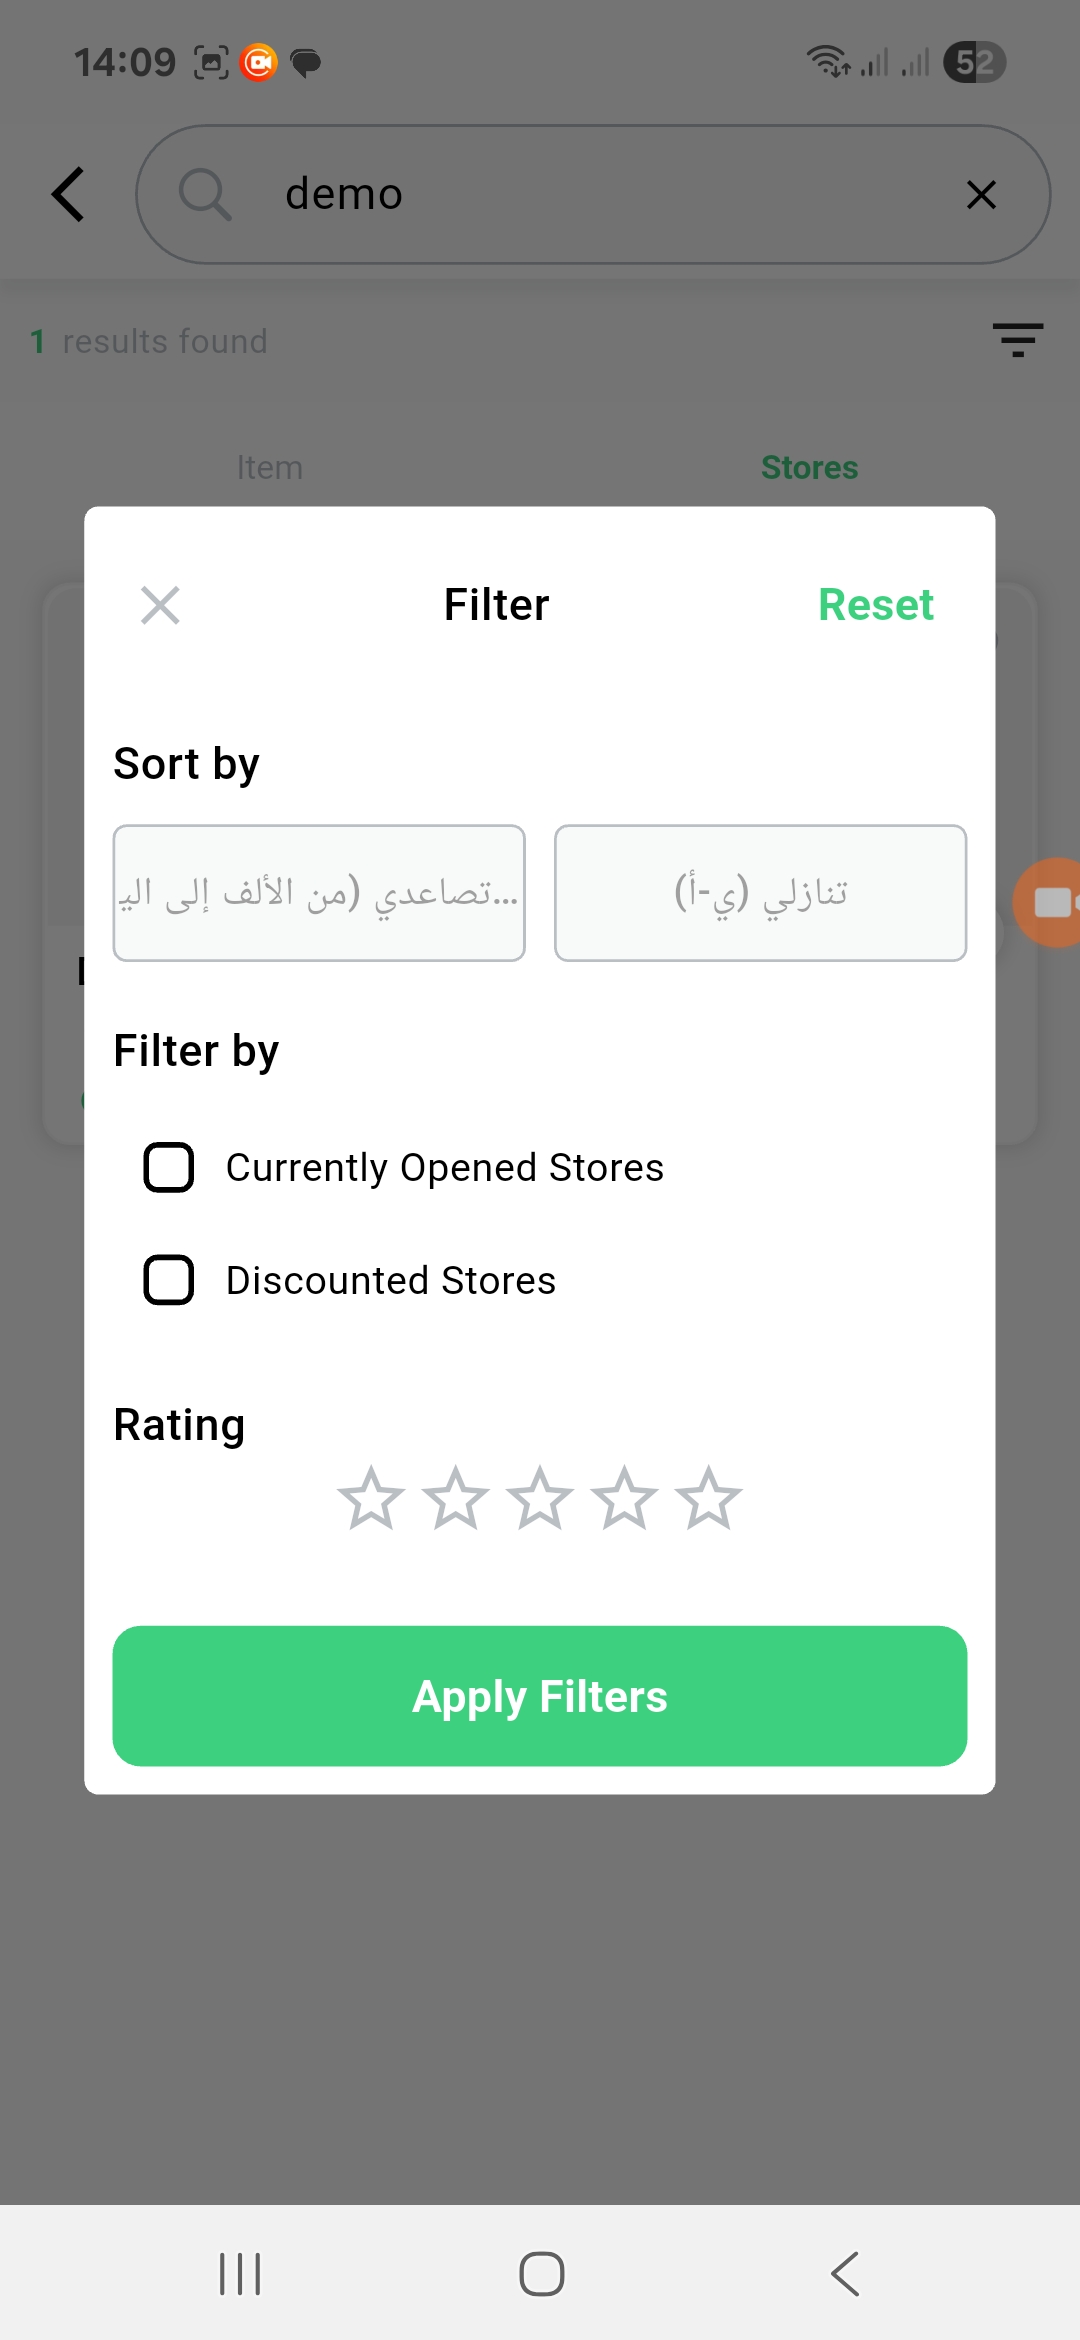 14:09
52
demo
1 results found
Item
Stores
Filter
Reset
Sort by
تصاعدي (من الألف إلى الي...
تنازلي (ي-أ)
Filter by
Currently Opened Stores
Discounted Stores
Rating
Apply Filters